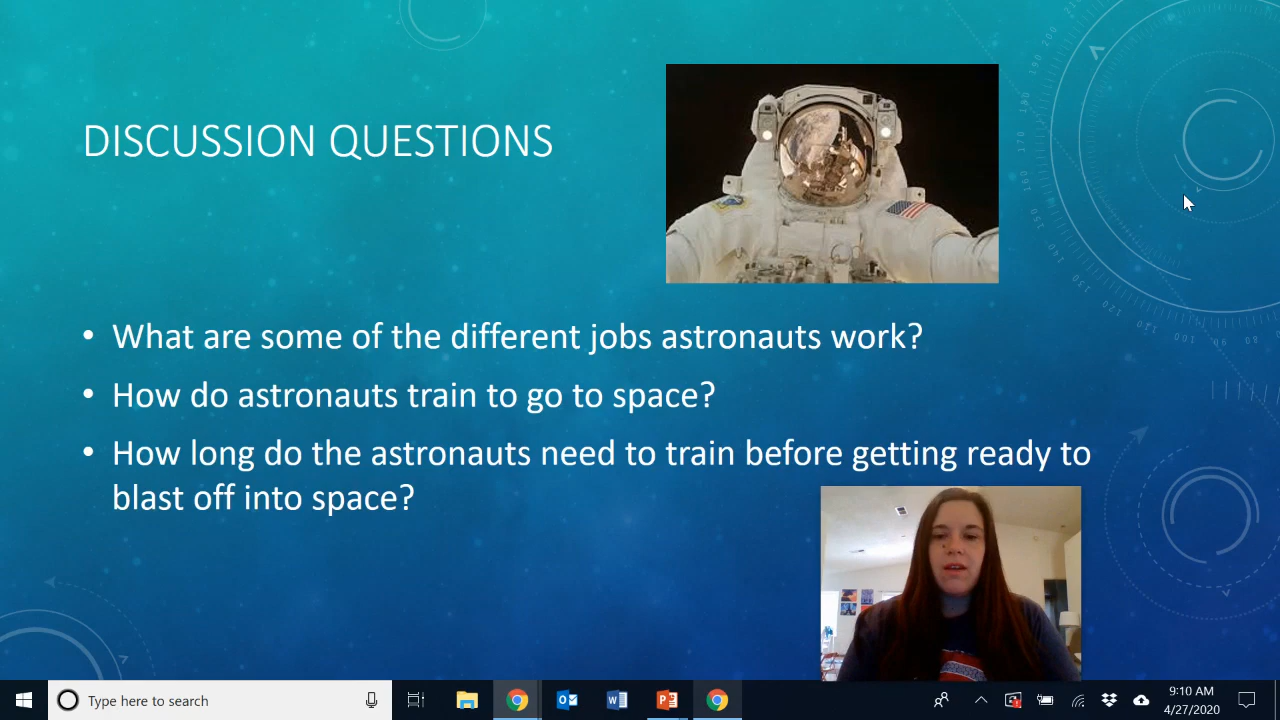 DISCUSSION QUESTIONS
• What are some of the different jobs astronauts work?
• How do astronauts train to go to space?
• How long do the astronauts need to train before getting ready to
blast off into space?
Type here to search
9:10 AM
4/27/2020